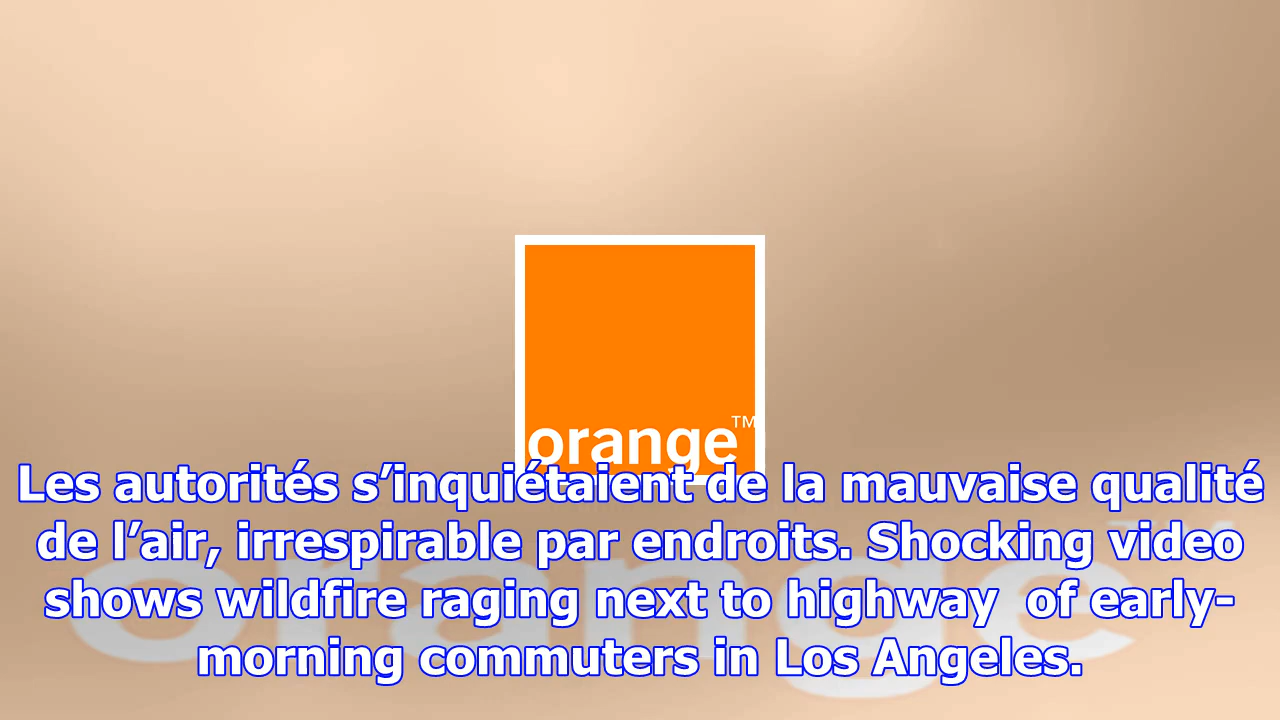 orange™
Les autorités s’inquiétaient de la mauvaise qualité
de l’air, irrespirable par endroits. Shocking video
shows wildfire raging next to highway  of early-
morning commuters in Los Angeles.
orange™